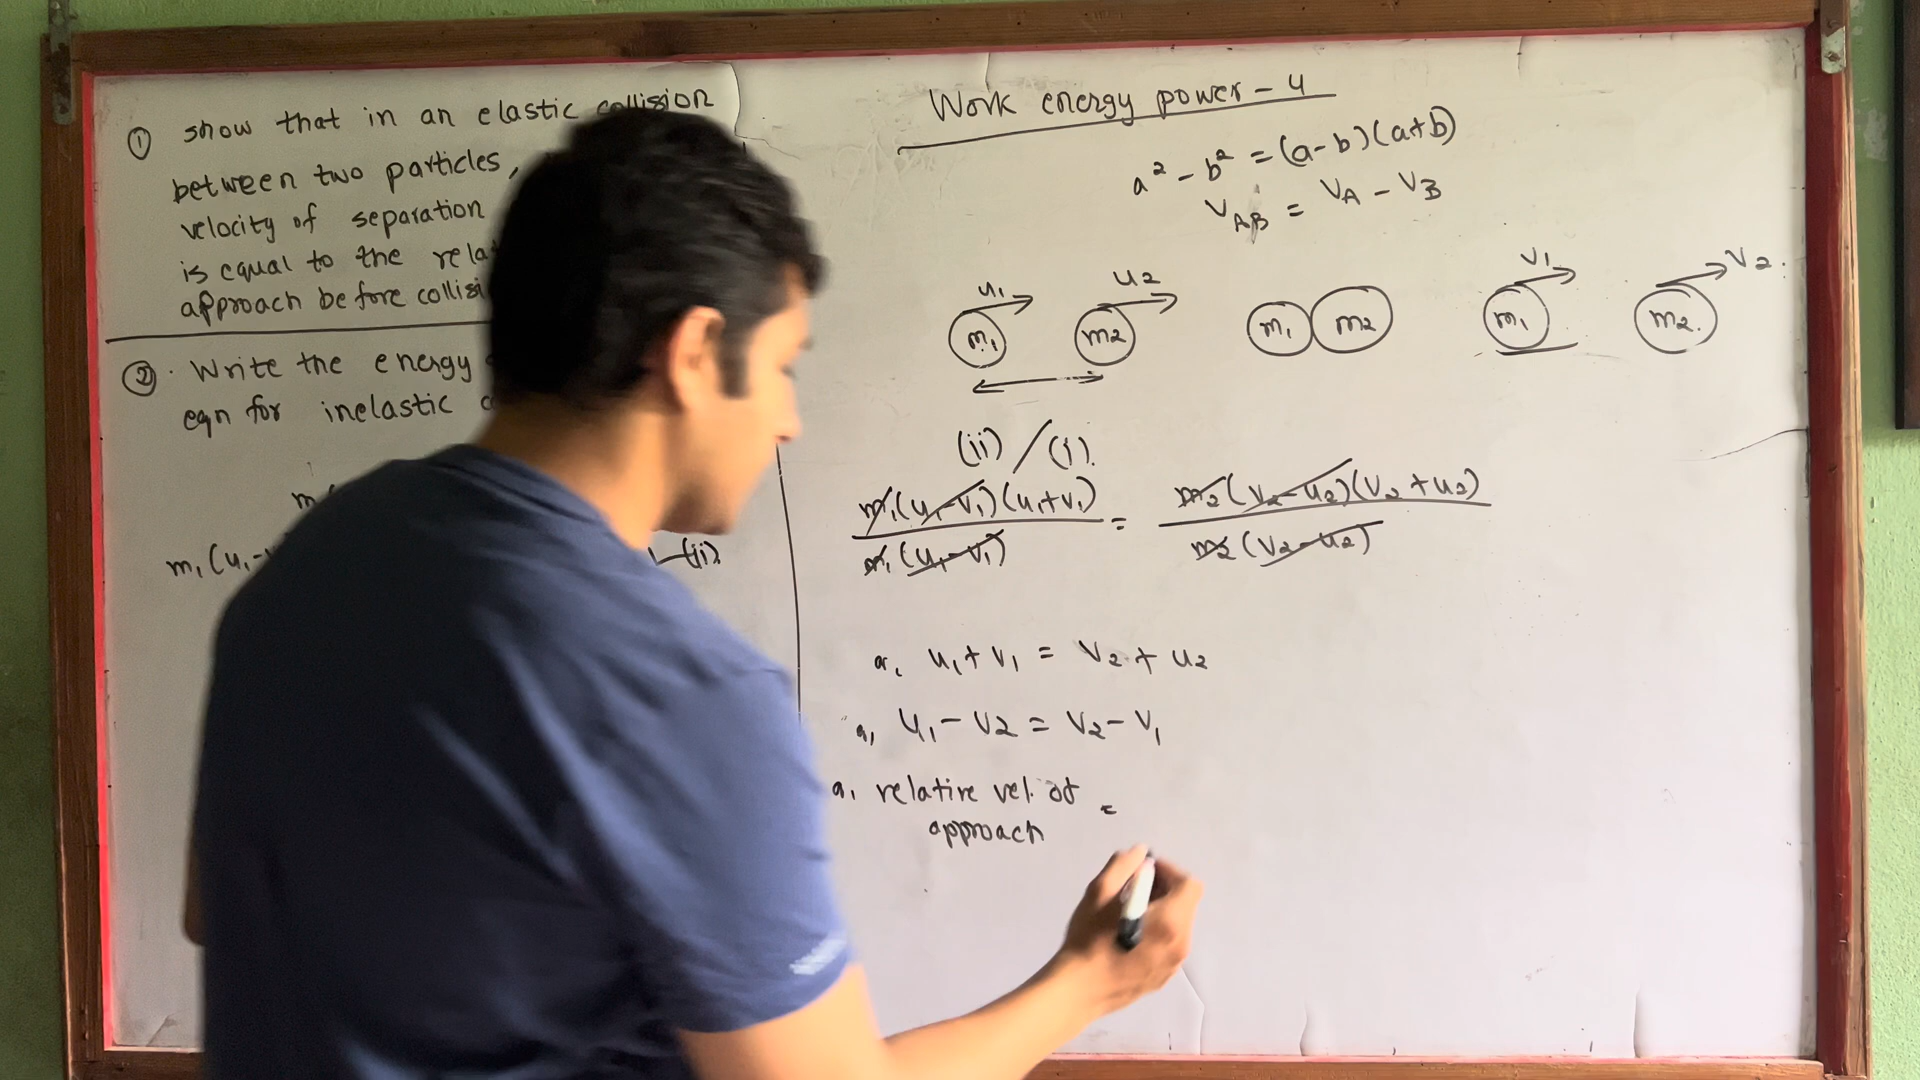 ① show that in an elastic collision
between two particles,
velocity of separation
is equal to the
approach before
② . Write the energy
eqn for inelastic
m₁(u₁-
(ii)
Work energy power - 4
a² - b² = (a-b)(a+b)
V_AB = V_A - V_B
u₁ u₂ v₁ v₂
m₁ m₂ m₁ m₂ m₁ m₂.
(ii) / (i).
m₁(u₁-v₁)(u₁+v₁) = m₂(v₂-u₂)(v₂+u₂)
m₁(u₁-v₁) m₂(v₂-u₂)
or, u₁+v₁ = v₂+u₂
u₁-v₂ = v₂-v₁
relative vel. of =
approach